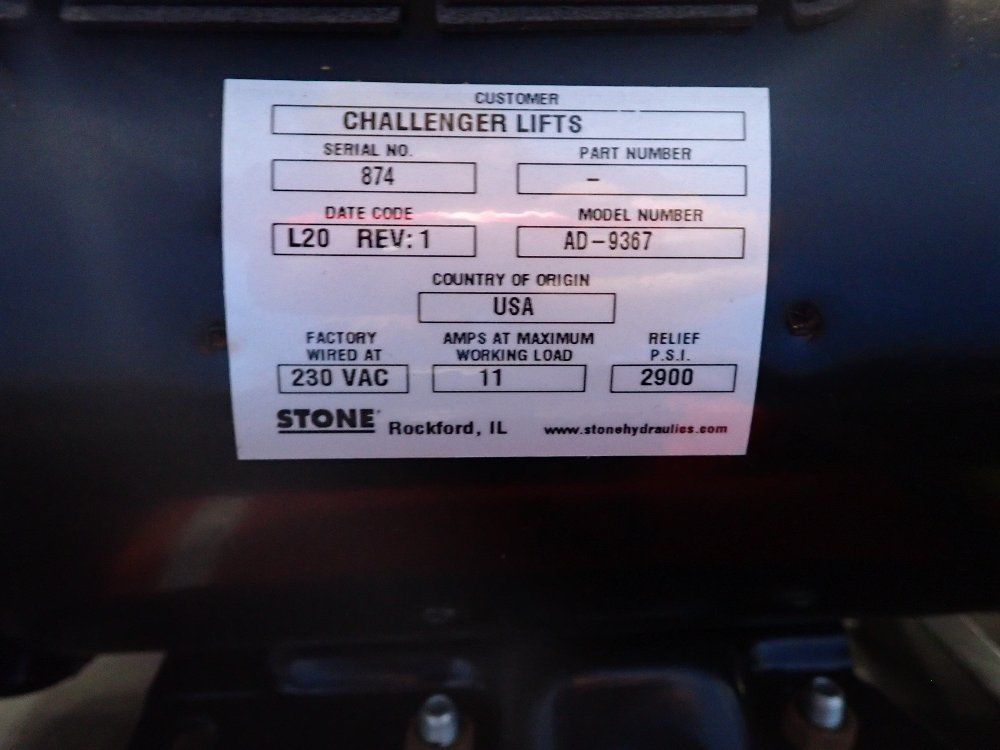 CUSTOMER
CHALLENGER LIFTS
SERIAL NO. PART NUMBER
874 –
DATE CODE MODEL NUMBER
L20 REV: 1 AD-9367
COUNTRY OF ORIGIN
USA
FACTORY AMPS AT MAXIMUM RELIEF
WIRED AT WORKING LOAD P.S.I.
230 VAC 11 2900
STONE Rockford, IL www.stonehydraulics.com